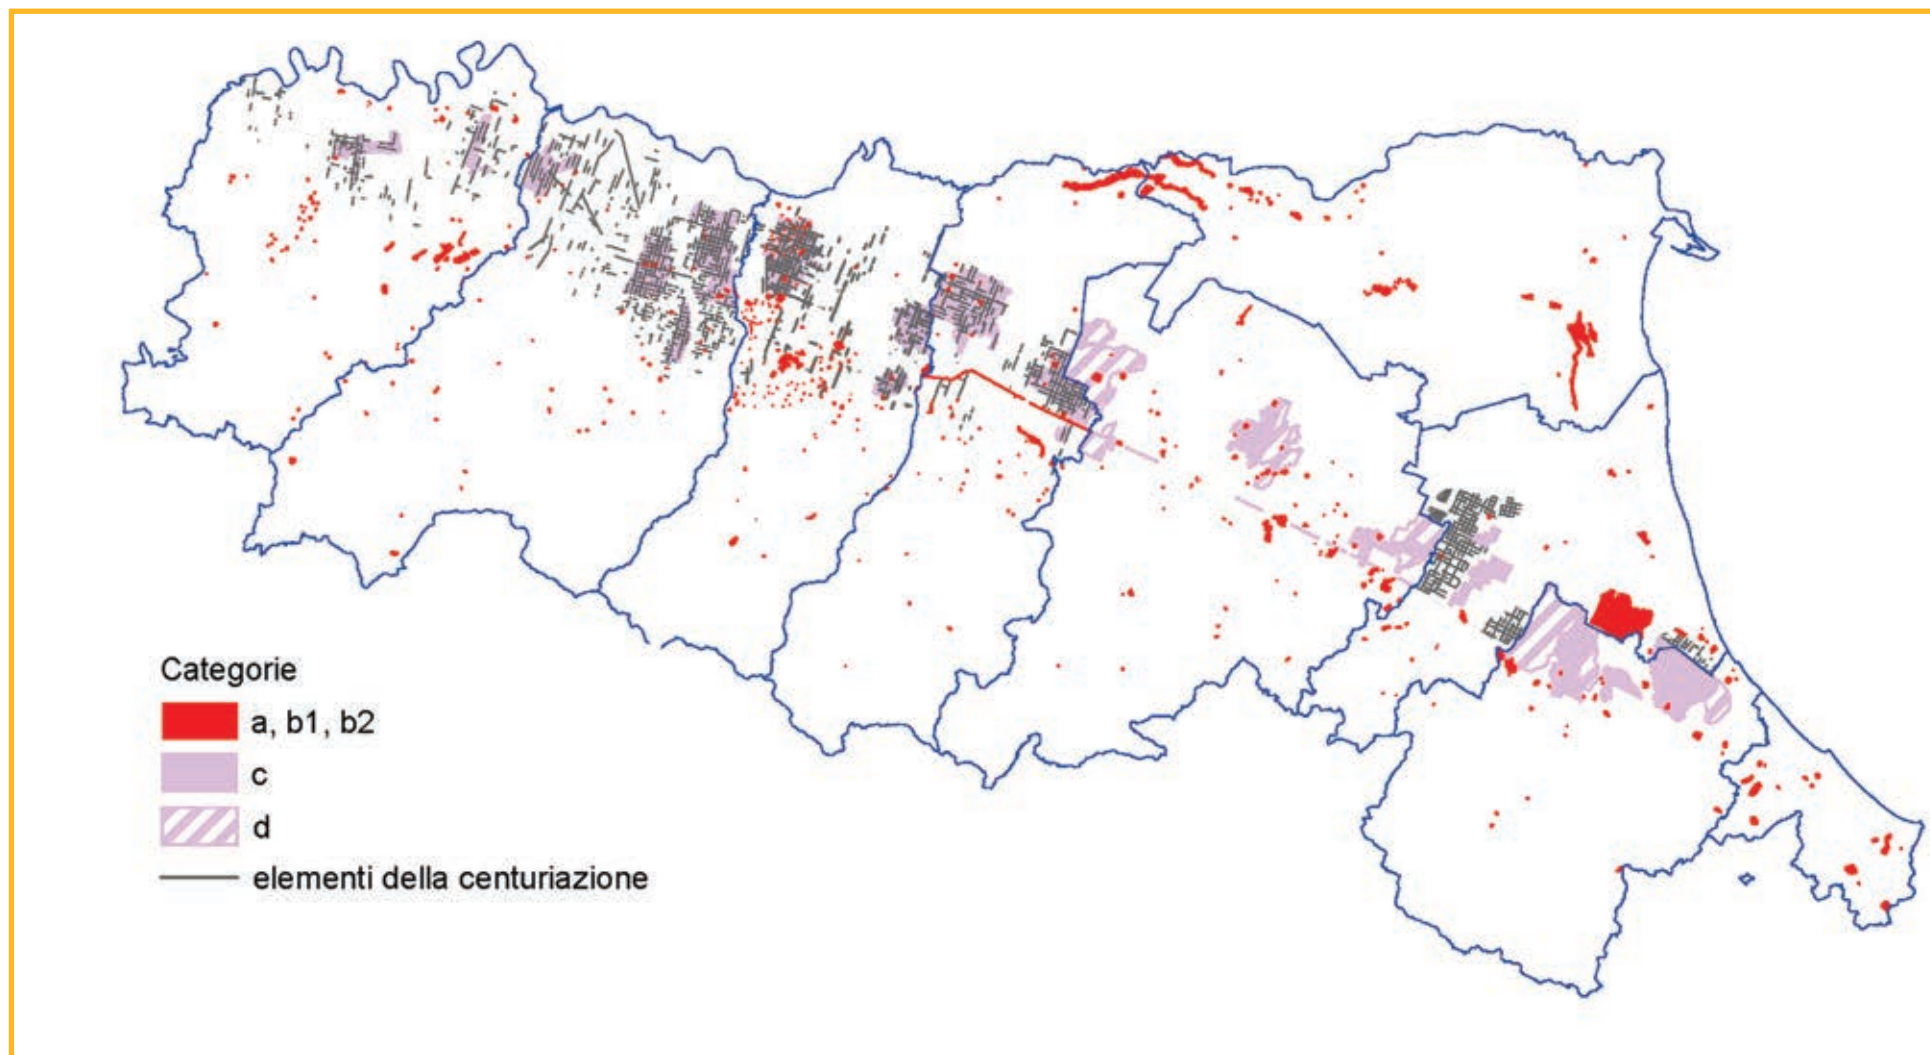 Categorie
a, b1, b2
c
d
elementi della centuriazione